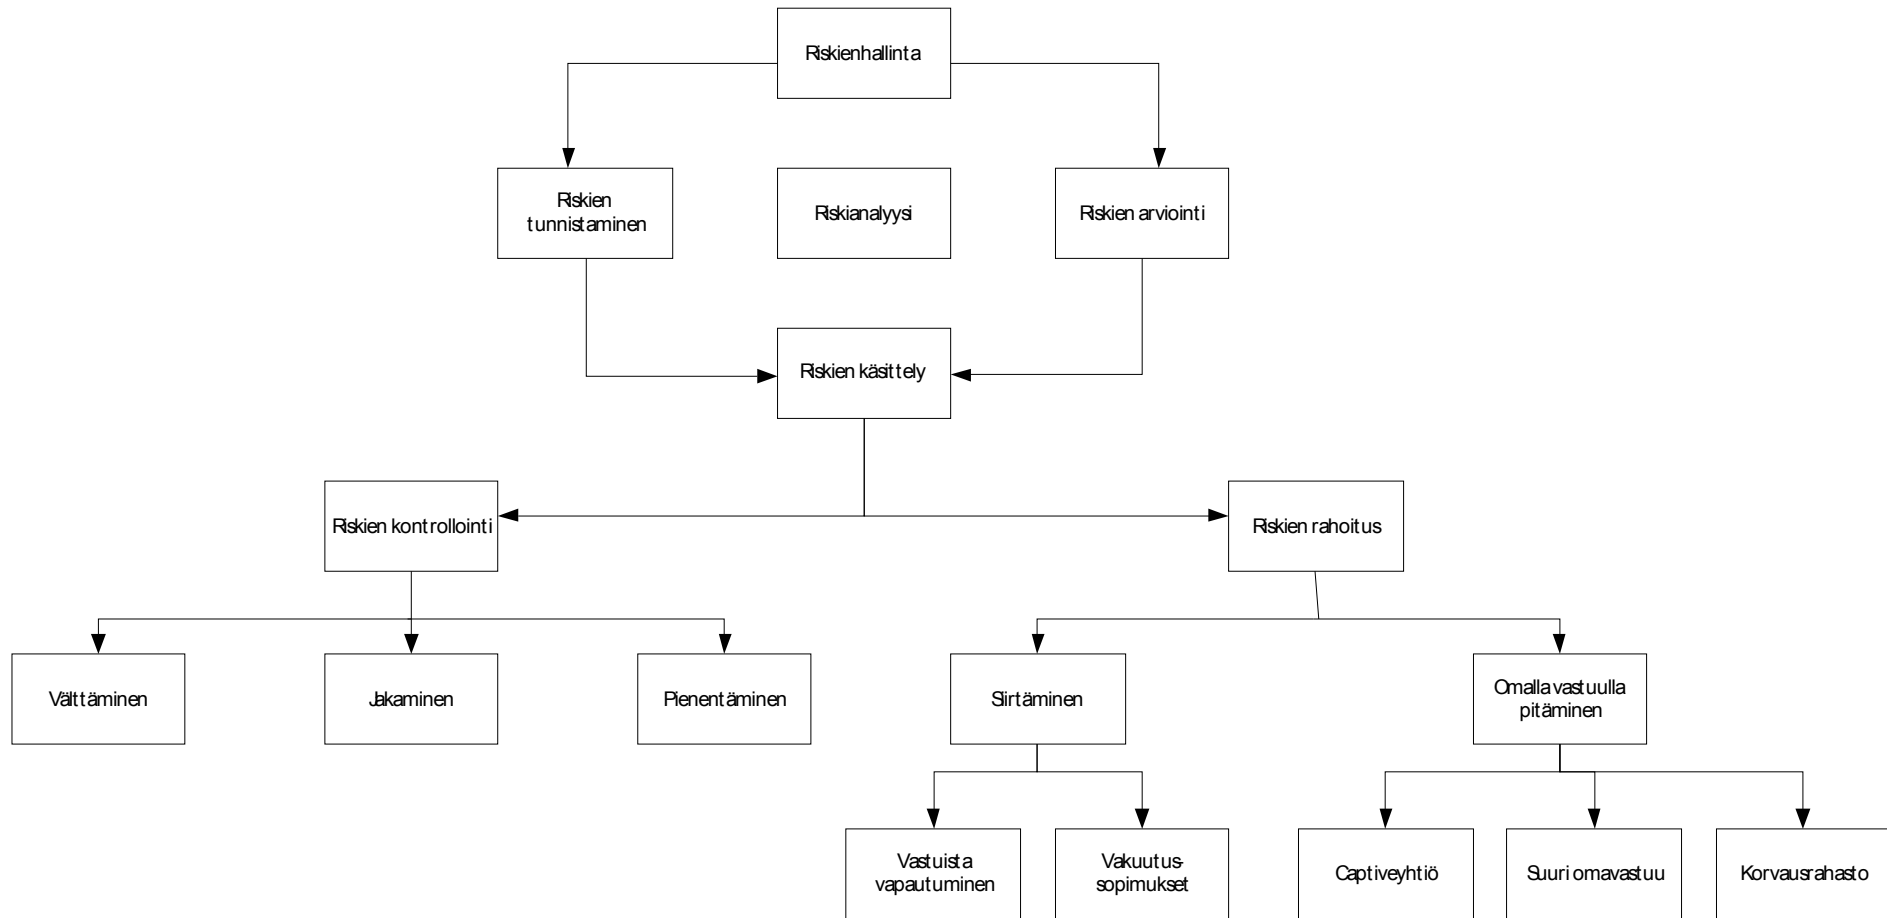 Riskienhallinta
Riskien
tunnistaminen
Riskianalyysi
Riskien arviointi
Riskien käsittely
Riskien kontrollointi
Riskien rahoitus
Välttäminen
Jakaminen
Pienentäminen
Siirtäminen
Omalla vastuulla
pitäminen
Vastuista
vapautuminen
Vakuutus-
sopimukset
Captiveyhtiö
Suuri omavastuu
Korvausrahasto